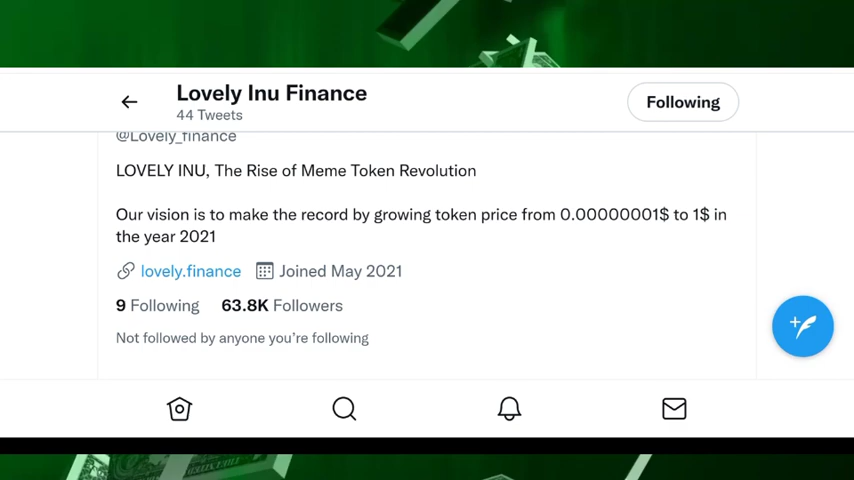 Lovely Inu Finance
44 Tweets
Following
@Lovely_finance
LOVELY INU, The Rise of Meme Token Revolution
Our vision is to make the record by growing token price from 0.00000001$ to 1$ in
the year 2021
lovely.finance Joined May 2021
9 Following 63.8K Followers
Not followed by anyone you're following